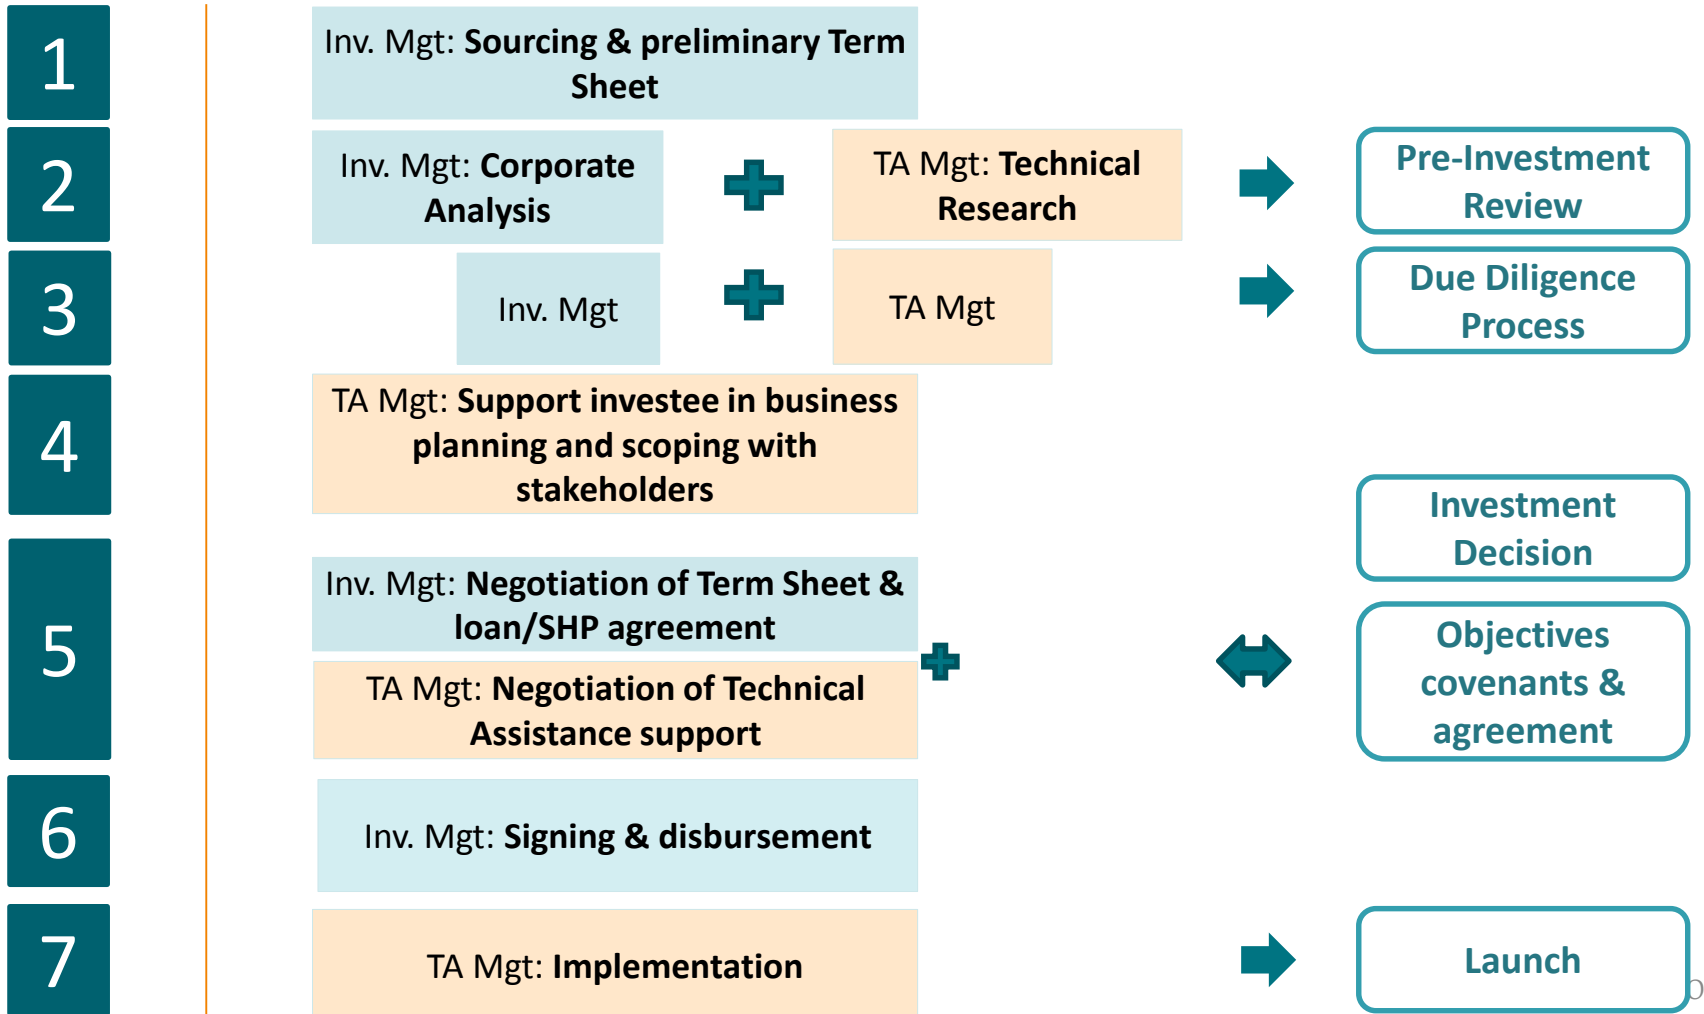 1
Inv. Mgt: Sourcing & preliminary Term
Sheet
2
Inv. Mgt: Corporate
Analysis
TA Mgt: Technical
Research
Pre-Investment
Review
3
Inv. Mgt
TA Mgt
Due Diligence
Process
4
TA Mgt: Support investee in business
planning and scoping with
stakeholders
Investment
Decision
5
Inv. Mgt: Negotiation of Term Sheet &
loan/SHP agreement
TA Mgt: Negotiation of Technical
Assistance support
Objectives
covenants &
agreement
6
Inv. Mgt: Signing & disbursement
7
TA Mgt: Implementation
Launch